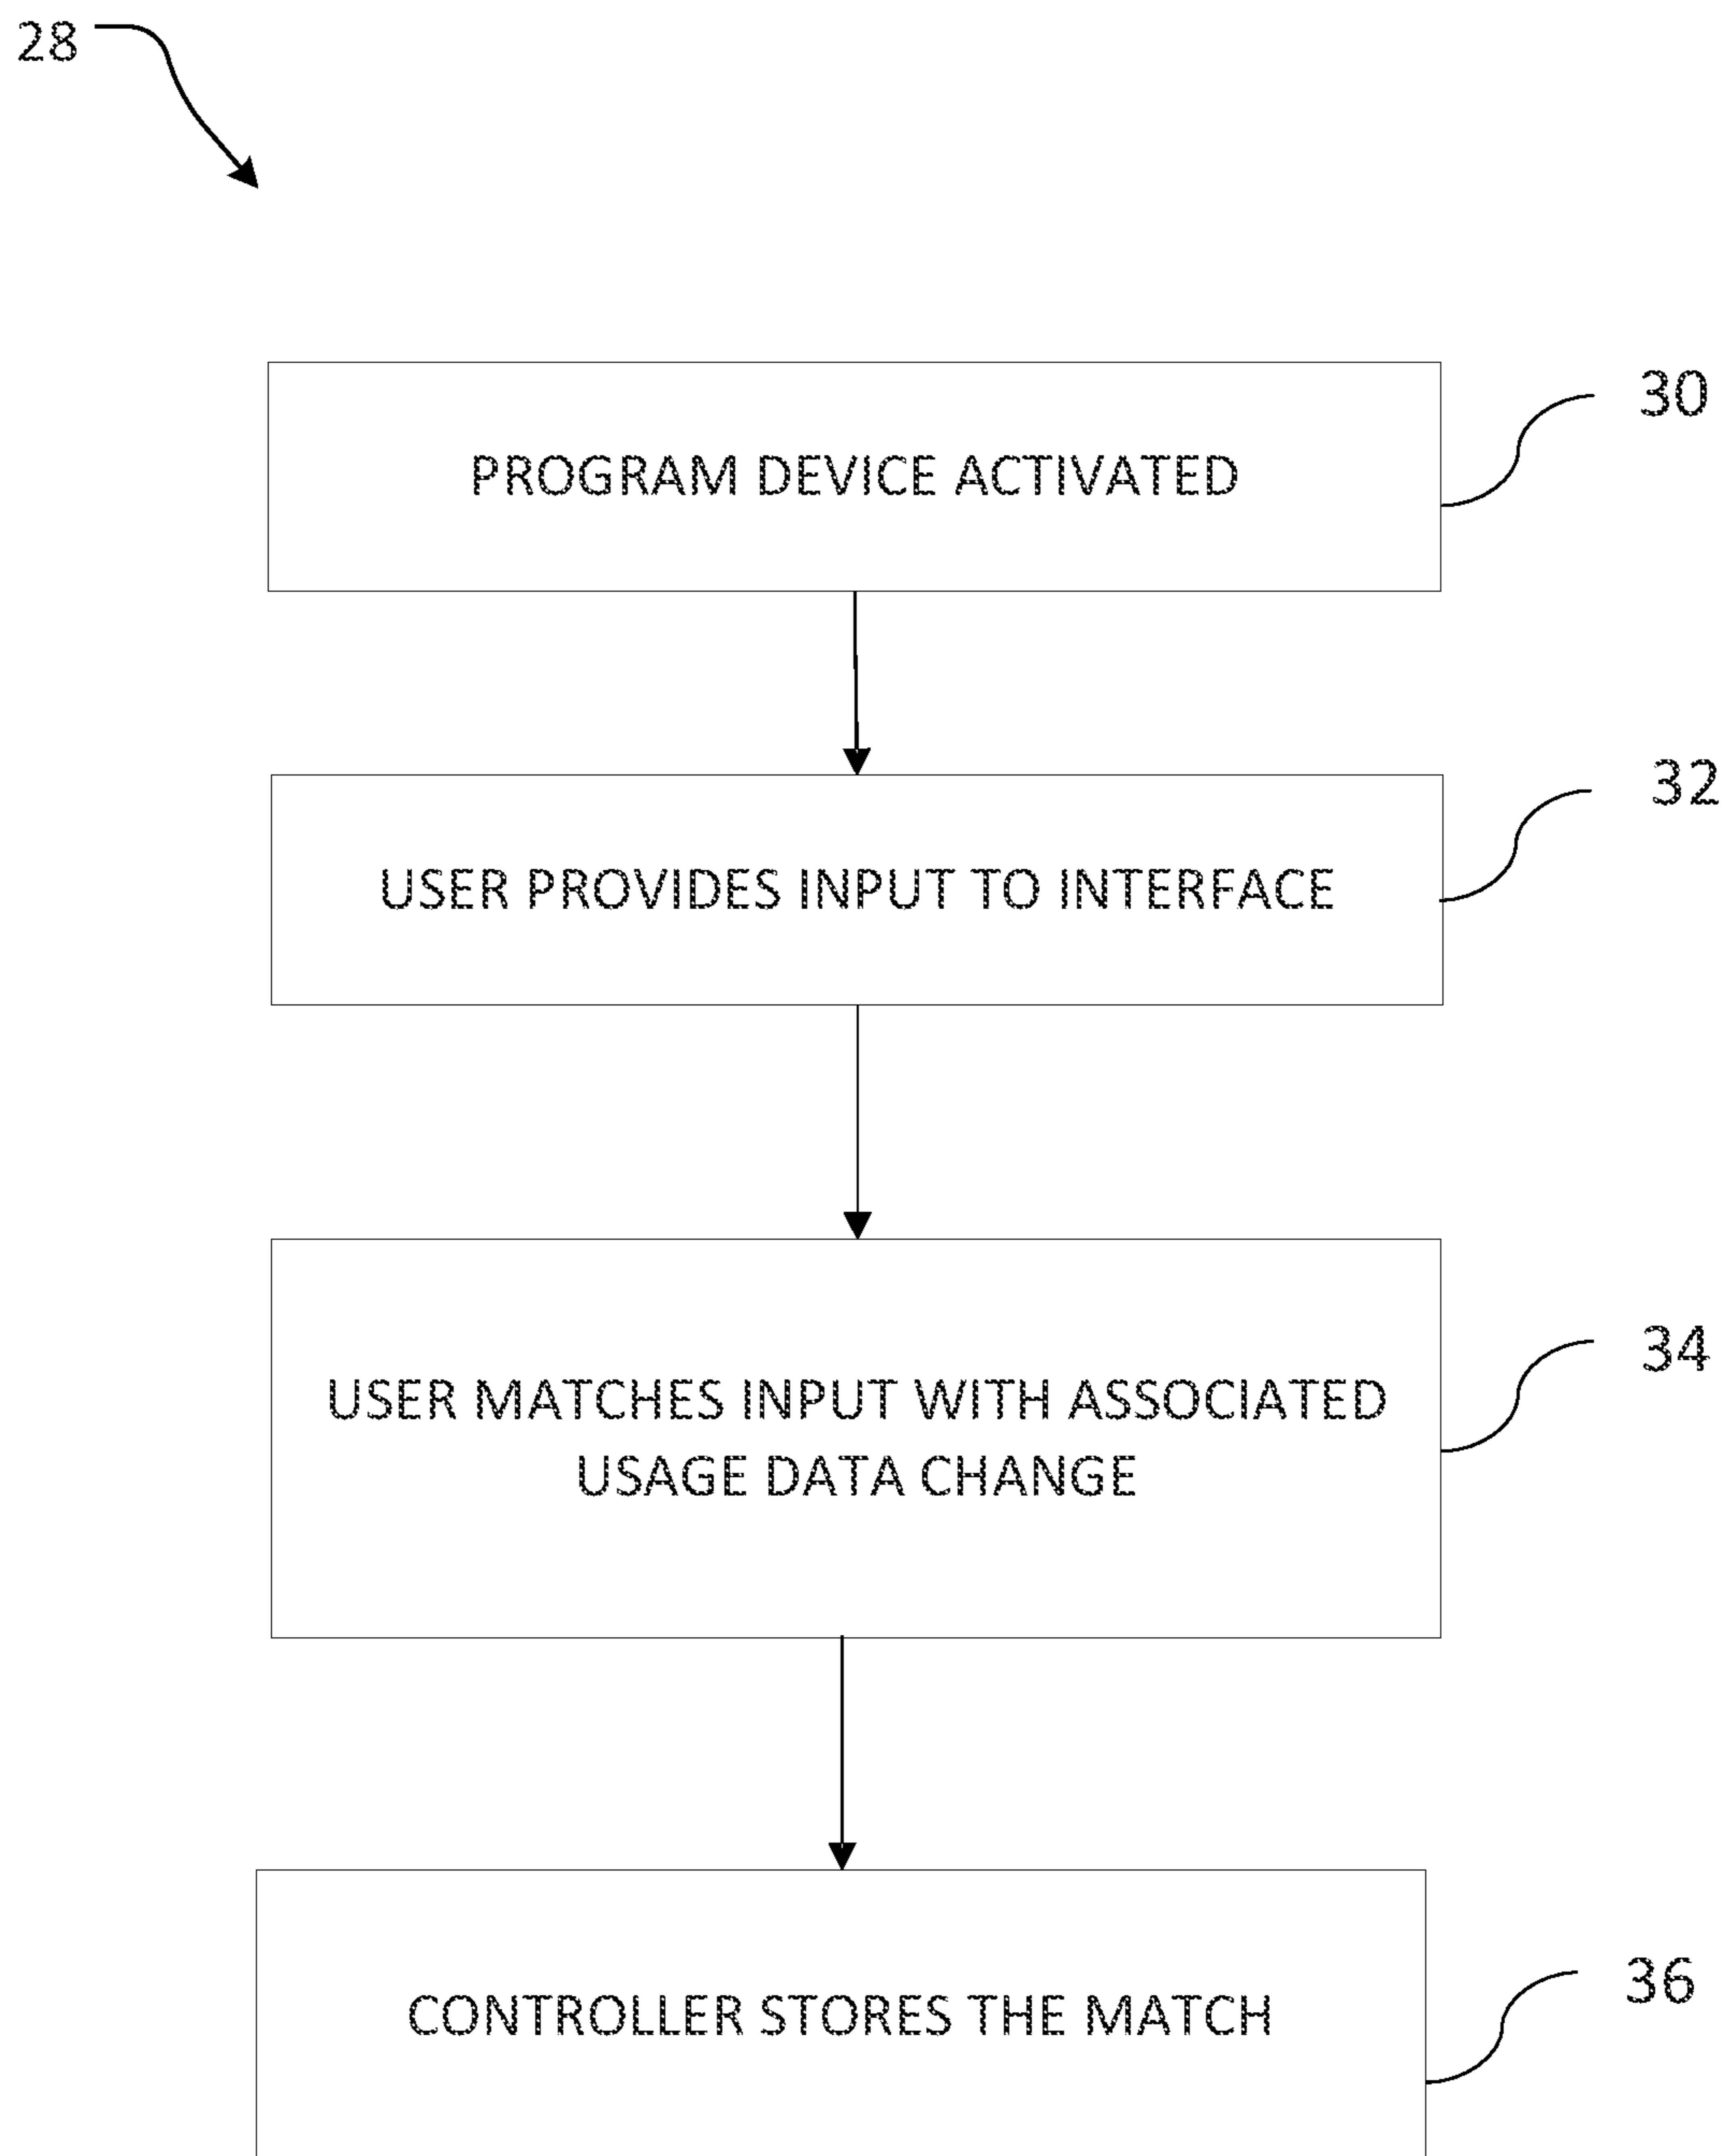 28
30
PROGRAM DEVICE ACTIVATED
32
USER PROVIDES INPUT TO INTERFACE
34
USER MATCHES INPUT WITH ASSOCIATED
USAGE DATA CHANGE
36
CONTROLLER STORES THE MATCH